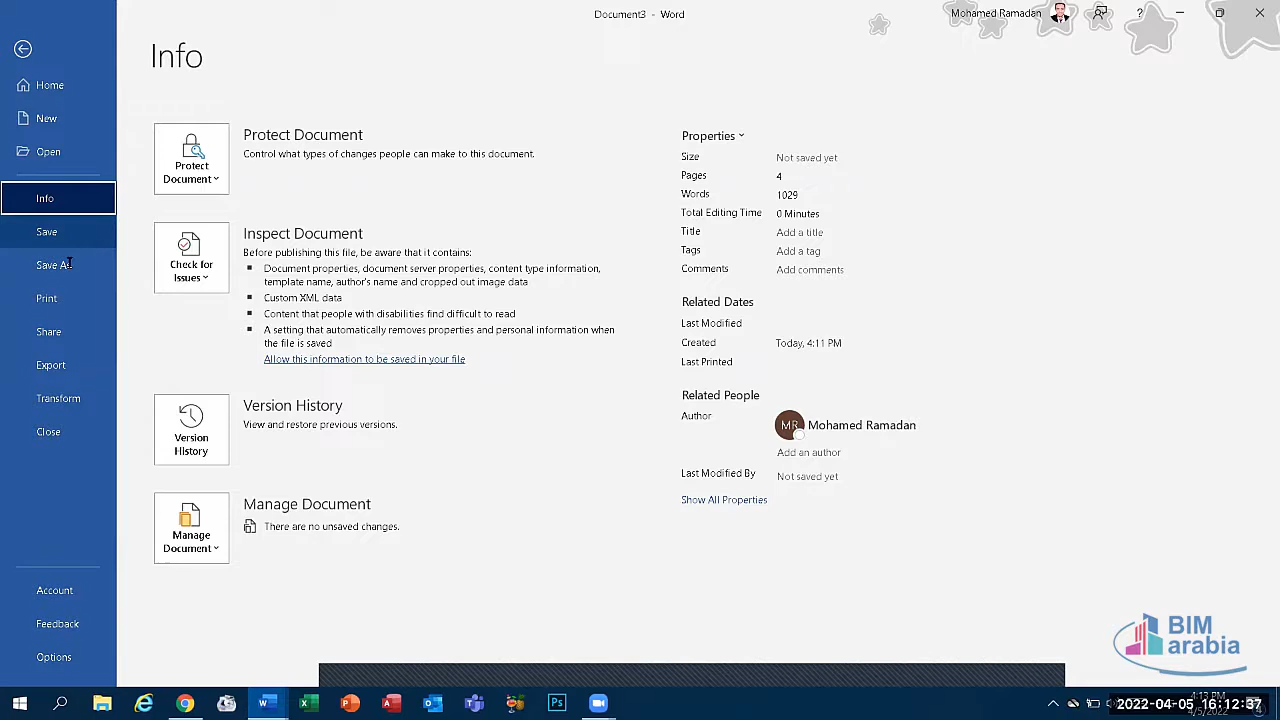 Document3 - Word
Mohamed Ramadan
?
Info
Home
New
Open
Info
Save
Save As
Print
Share
Export
Transform
Close
Account
Feedback
Options
Protect
Document
Protect Document
Control what types of changes people can make to this document.
Check for
Issues
Inspect Document
Before publishing this file, be aware that it contains:
Document properties, document server properties, content type information,
template name, author's name and cropped out image data
Custom XML data
Content that people with disabilities find difficult to read
A setting that automatically removes properties and personal information when
the file is saved
Allow this information to be saved in your file
Version
History
Version History
View and restore previous versions.
Manage
Document
Manage Document
There are no unsaved changes.
Properties
Size Not saved yet
Pages 4
Words 1029
Total Editing Time 0 Minutes
Title Add a title
Tags Add a tag
Comments Add comments
Related Dates
Last Modified
Created Today, 4:11 PM
Last Printed
Related People
Author
MR Mohamed Ramadan
Add an author
Last Modified By Not saved yet
Show All Properties
BIM
arabia
Ps
4:13 PM
2022-04-05 16:12:37
4/5/2022